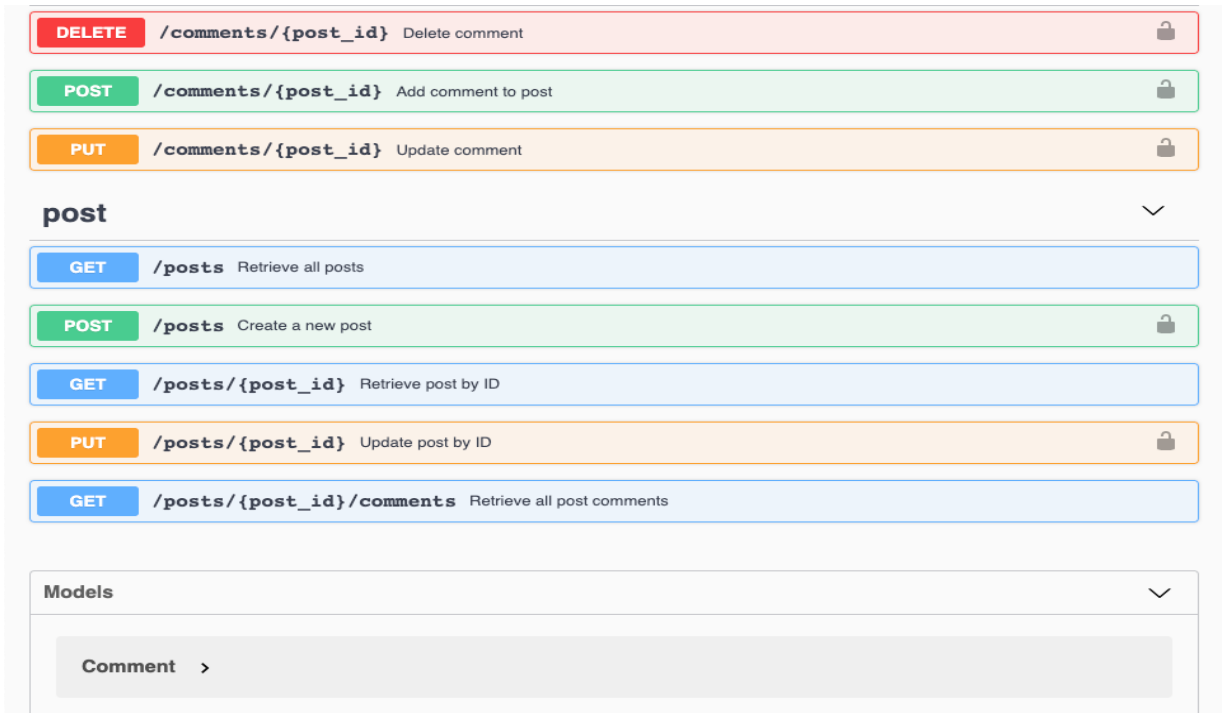 DELETE /comments/{post_id} Delete comment
POST /comments/{post_id} Add comment to post
PUT /comments/{post_id} Update comment
post
GET /posts Retrieve all posts
POST /posts Create a new post
GET /posts/{post_id} Retrieve post by ID
PUT /posts/{post_id} Update post by ID
GET /posts/{post_id}/comments Retrieve all post comments
Models
Comment >